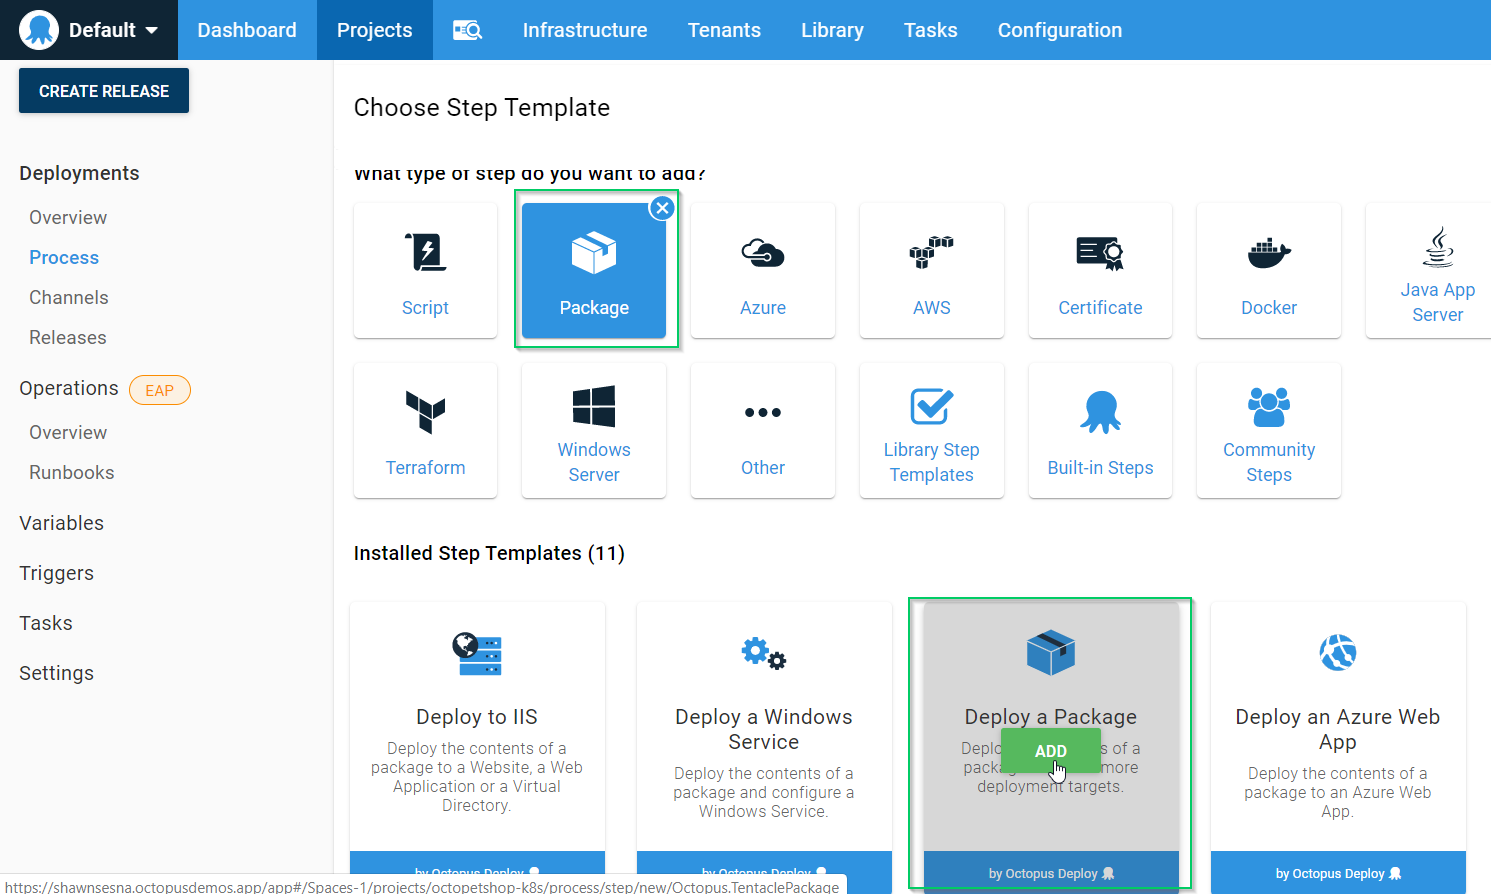 Default
Dashboard
Projects
Infrastructure
Tenants
Library
Tasks
Configuration
CREATE RELEASE
Deployments
Overview
Process
Channels
Releases
Operations EAP
Overview
Runbooks
Variables
Triggers
Tasks
Settings
Choose Step Template
What type of step do you want to add?
Script
Package
Azure
AWS
Certificate
Docker
Java App
Server
Terraform
Windows
Server
Other
Library Step
Templates
Built-in Steps
Community
Steps
Installed Step Templates (11)
Deploy to IIS
Deploy the contents of a
package to a Website, a Web
Application or a Virtual
Directory.
by Octopus Deploy
Deploy a Windows
Service
Deploy the contents of a
package and configure a
Windows Service.
by Octopus Deploy
Deploy a Package
s of a
more
deployment targets.
ADD
by Octopus Deploy
Deploy an Azure Web
App
Deploy the contents of a
package to an Azure Web
App.
by Octopus Deploy
https://shawnsesna.octopusdemos.app/app#/Spaces-1/projects/octopetshop-k8s/process/step/new/Octopus.TentaclePackage